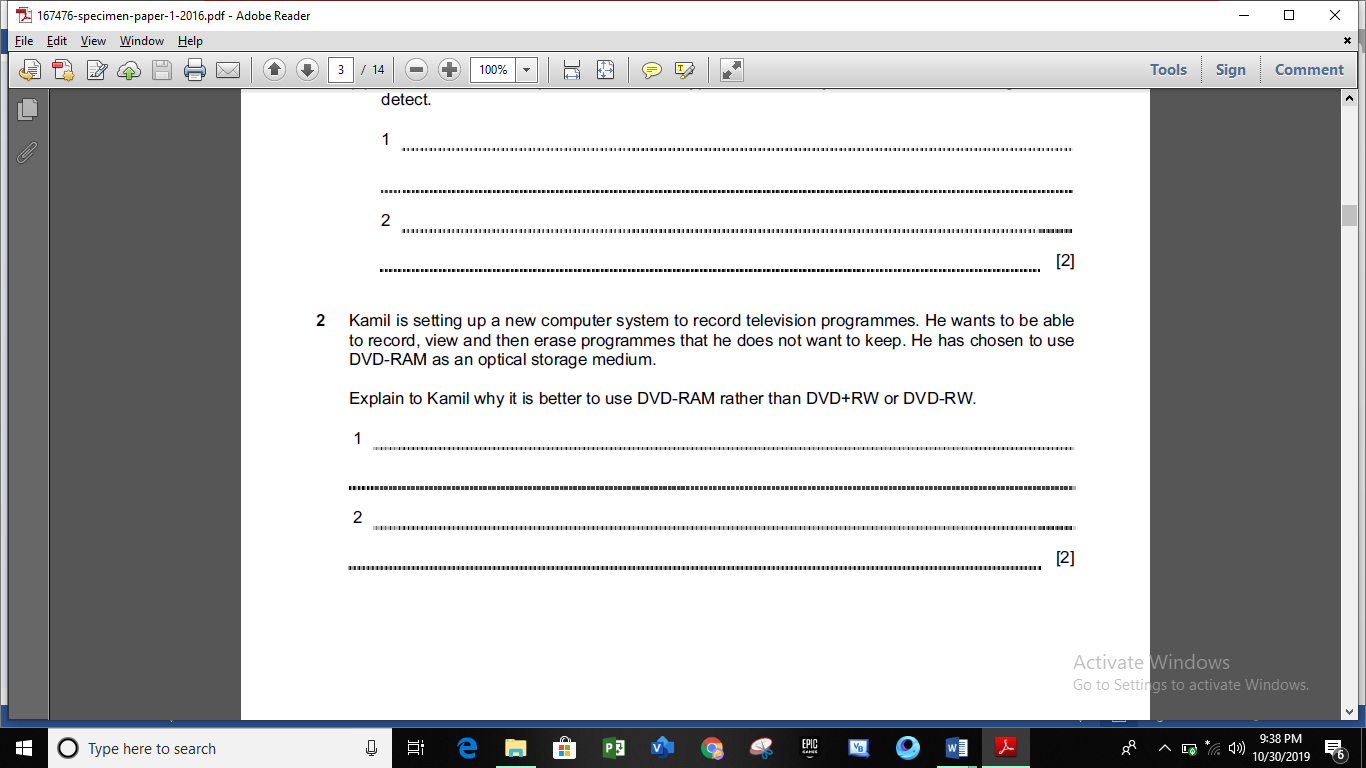 167476-specimen-paper-1-2016.pdf - Adobe Reader
File Edit View Window Help
3 / 14 100% Tools Sign Comment
detect.
1
2
[2]
2 Kamil is setting up a new computer system to record television programmes. He wants to be able
to record, view and then erase programmes that he does not want to keep. He has chosen to use
DVD-RAM as an optical storage medium.
Explain to Kamil why it is better to use DVD-RAM rather than DVD+RW or DVD-RW.
1
2
[2]
Activate Windows
Go to Settings to activate Windows.
Type here to search
EPIC
GAMES
9:38 PM
10/30/2019
6